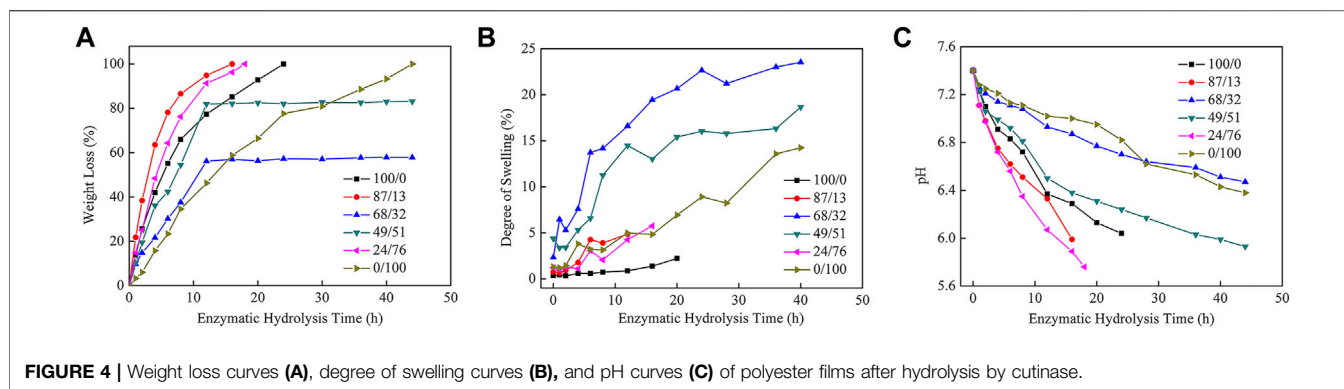 A
100
80
60
40
20
0
Weight Loss (%)
100/0
87/13
68/32
49/51
24/76
0/100
0 10 20 30 40 50
Enzymatic Hydrolysis Time (h)
B
25
20
15
10
5
0
Degree of Swelling (%)
100/0
87/13
68/32
49/51
24/76
0/100
0 10 20 30 40
Enzymatic Hydrolysis Time (h)
C
7.6
7.2
6.8
6.4
6.0
5.6
pH
100/0
87/13
68/32
49/51
24/76
0/100
0 10 20 30 40 50
Enzymatic Hydrolysis Time (h)
FIGURE 4 | Weight loss curves (A), degree of swelling curves (B), and pH curves (C) of polyester films after hydrolysis by cutinase.